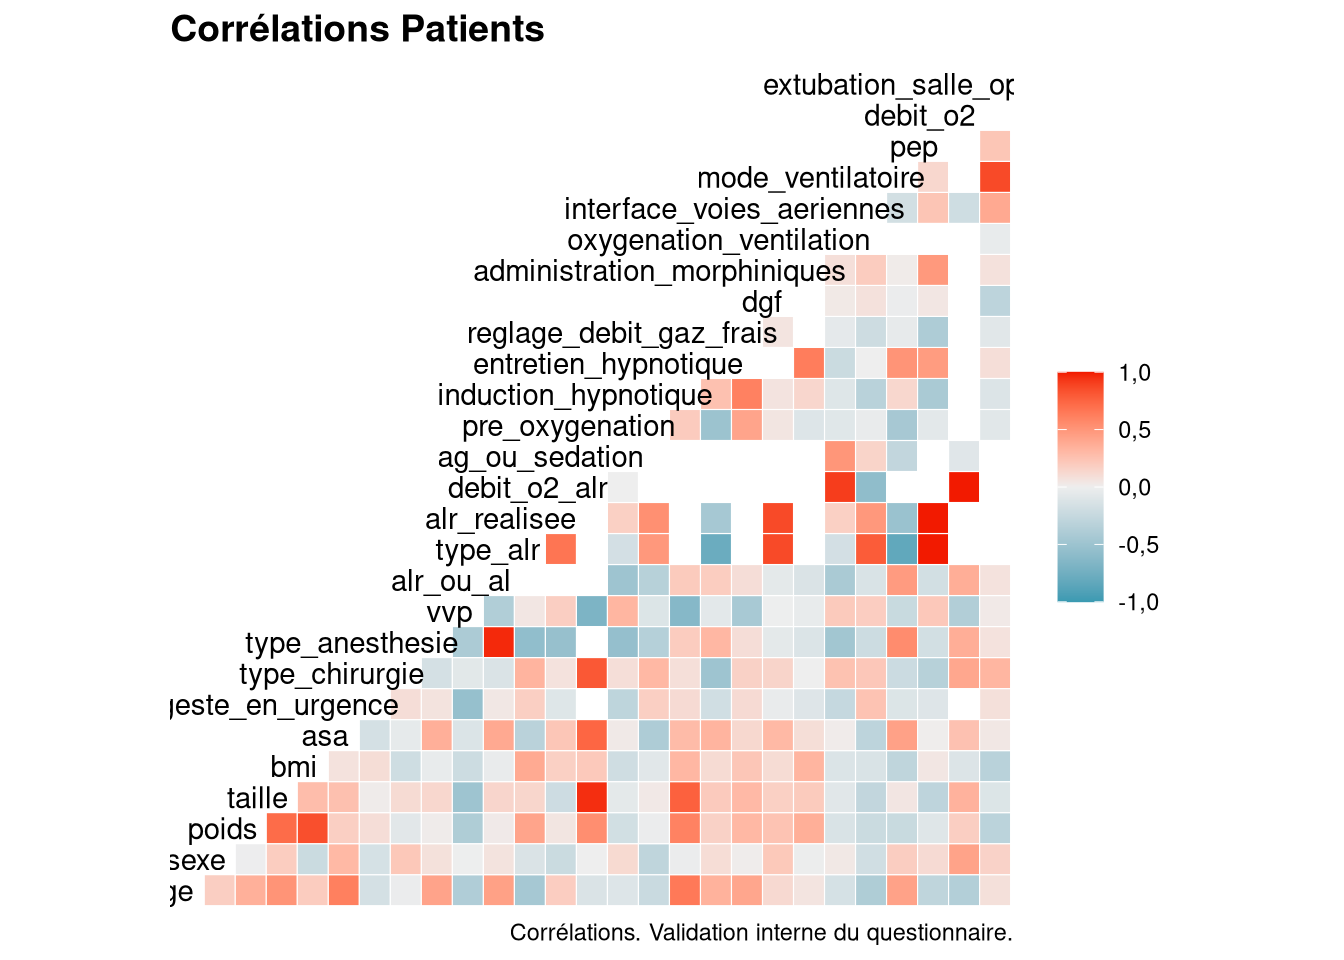 Corrélations Patients
extubation_salle_op
debit_o2
pep
mode_ventilatoire
interface_voies_aeriennes
oxygenation_ventilation
administration_morphiniques
dgf
reglage_debit_gaz_frais
entretien_hypnotique
induction_hypnotique
pre_oxygenation
ag_ou_sedation
debit_o2_alr
alr_realisee
type_alr
alr_ou_al
vvp
type_anesthesie
type_chirurgie
geste_en_urgence
asa
bmi
taille
poids
sexe
ge
1,0
0,5
0,0
-0,5
-1,0
Corrélations. Validation interne du questionnaire.